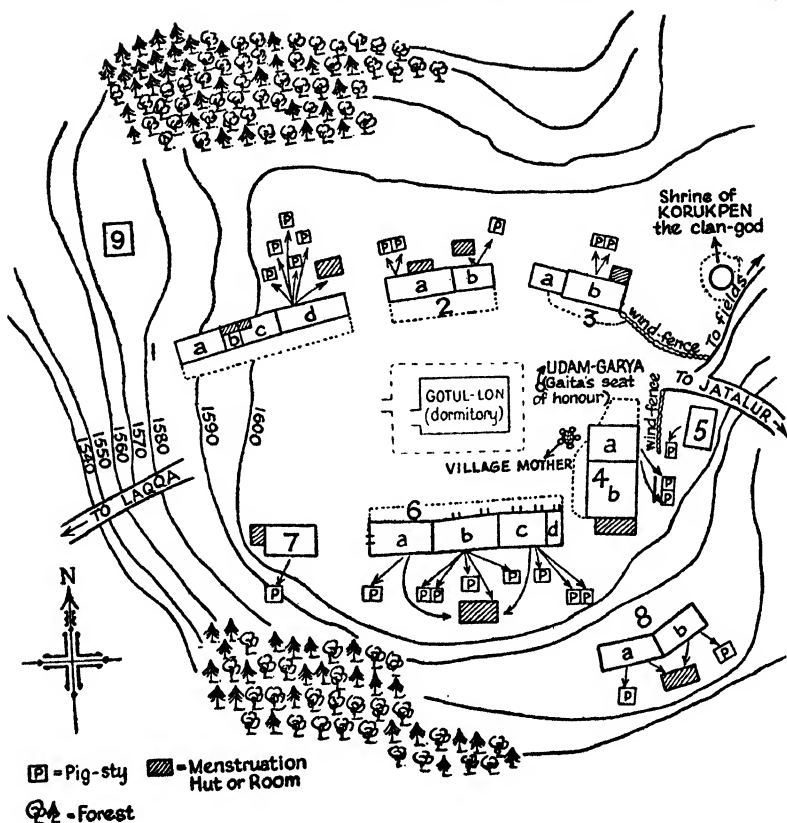 Shrine of
KORUKPEN
the clan-god
To fields
9
P
P
P
P
P
a
b
c
d
P P
P
a
b
2
P P
a
b
3
wind-fence
GOTUL-LON
(dormitory)
UDAM-GARYA
(Gaita's seat
of honour)
VILLAGE MOTHER
wind-fence
TO JATALUR
5
P
a
4
b
P
P
1540
1550
1560
1570
1580
1590
1600
TO LAQQA
7
P
6
a
b
c
d
P
P P
P
P
P
P P
8
a
b
P
P
N
P = Pig-sty
= Menstruation
Hut or Room
= Forest